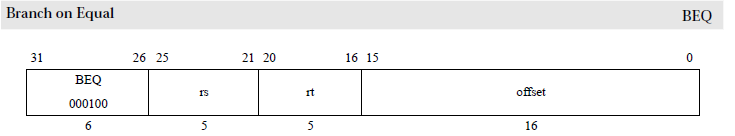 Branch on Equal BEQ
31 26 25 21 20 16 15 0
BEQ
000100
rs rt offset
6 5 5 16